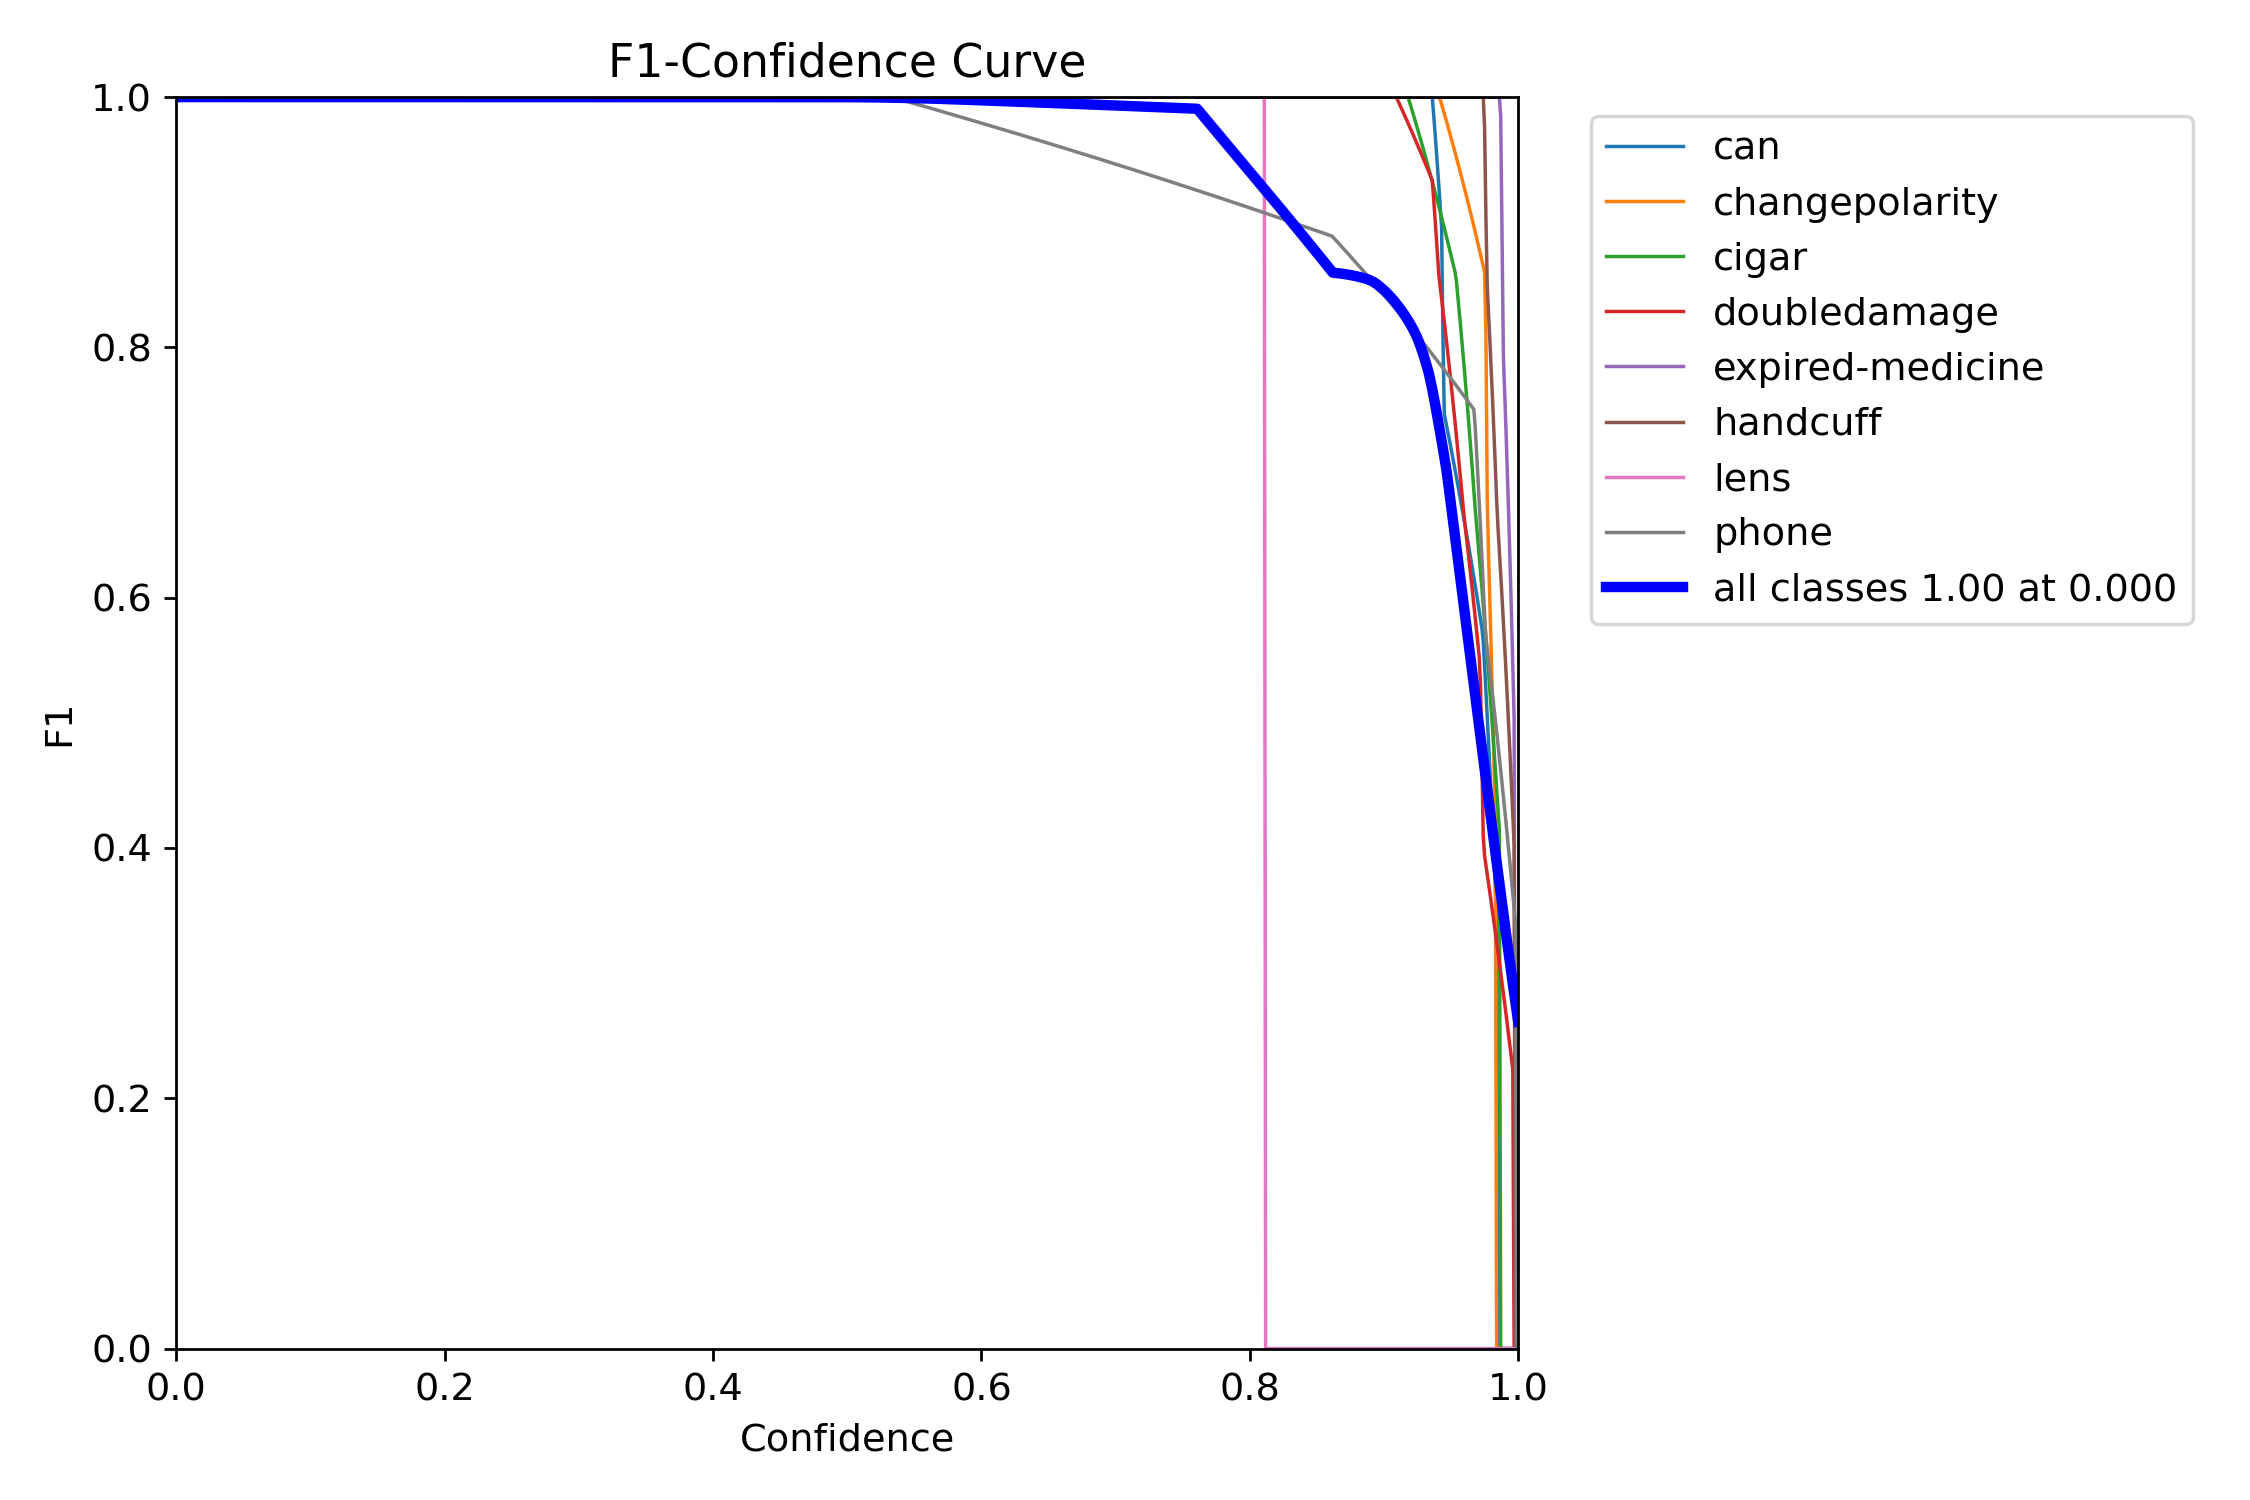 F1-Confidence Curve
1.0
0.8
0.6
0.4
0.2
0.0
F1
0.0 0.2 0.4 0.6 0.8 1.0
Confidence
can
changepolarity
cigar
doubledamage
expired-medicine
handcuff
lens
phone
all classes 1.00 at 0.000